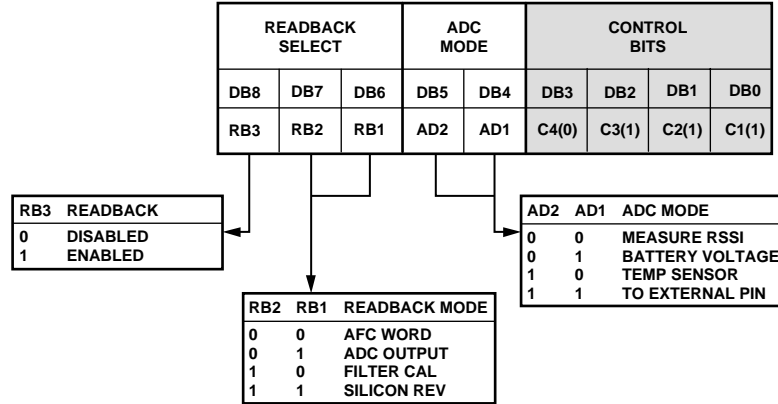 READBACK SELECT ADC MODE CONTROL BITS
DB8 DB7 DB6 DB5 DB4 DB3 DB2 DB1 DB0
RB3 RB2 RB1 AD2 AD1 C4(0) C3(1) C2(1) C1(1)
RB3 READBACK
0 DISABLED
1 ENABLED
RB2 RB1 READBACK MODE
0 0 AFC WORD
0 1 ADC OUTPUT
1 0 FILTER CAL
1 1 SILICON REV
AD2 AD1 ADC MODE
0 0 MEASURE RSSI
0 1 BATTERY VOLTAGE
1 0 TEMP SENSOR
1 1 TO EXTERNAL PIN